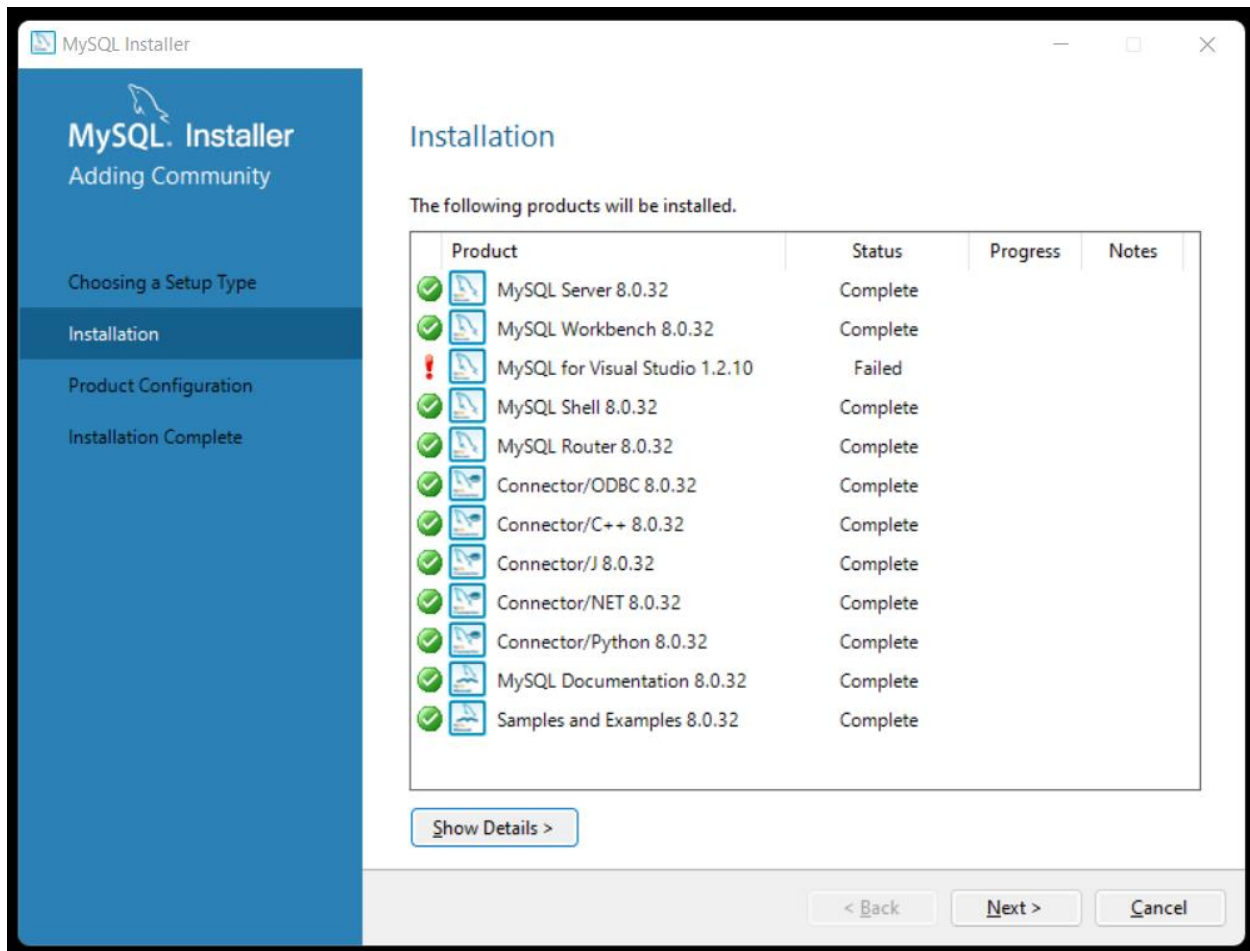 MySQL Installer
MySQL. Installer
Adding Community
Choosing a Setup Type
Installation
Product Configuration
Installation Complete
Installation
The following products will be installed.
Product Status Progress Notes
MySQL Server 8.0.32 Complete
MySQL Workbench 8.0.32 Complete
MySQL for Visual Studio 1.2.10 Failed
MySQL Shell 8.0.32 Complete
MySQL Router 8.0.32 Complete
Connector/ODBC 8.0.32 Complete
Connector/C++ 8.0.32 Complete
Connector/J 8.0.32 Complete
Connector/NET 8.0.32 Complete
Connector/Python 8.0.32 Complete
MySQL Documentation 8.0.32 Complete
Samples and Examples 8.0.32 Complete
Show Details >
< Back Next > Cancel